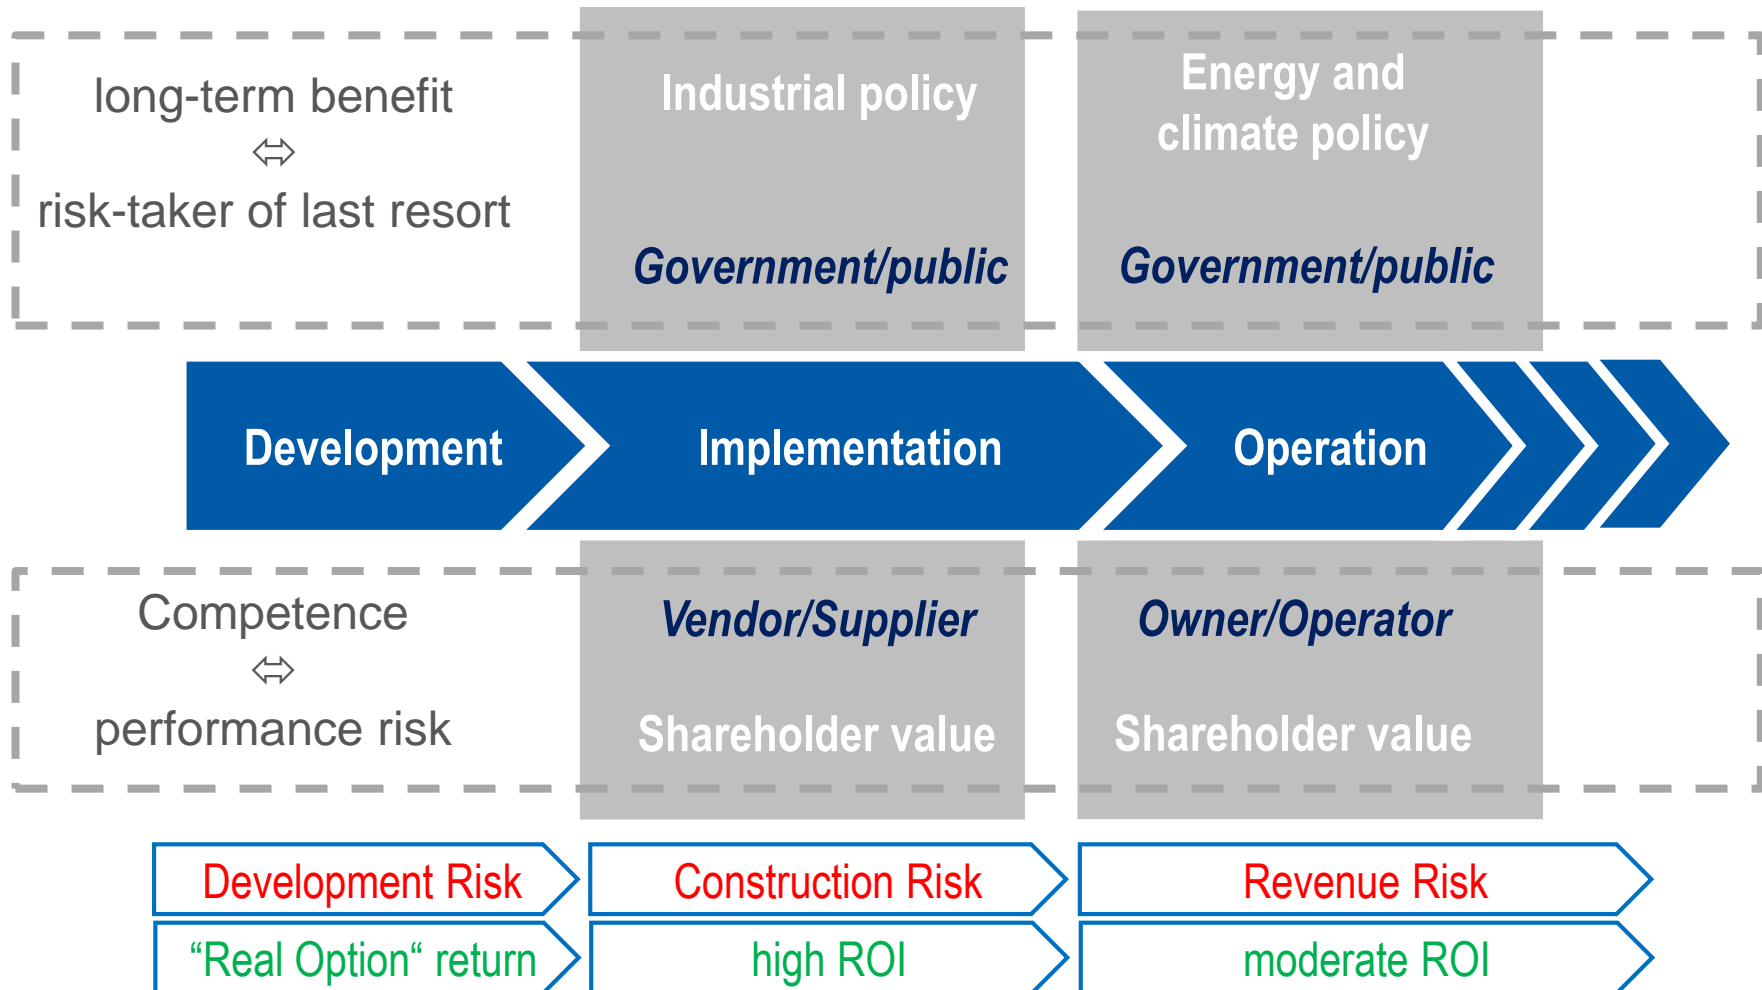 long-term benefit
⇔
risk-taker of last resort
Industrial policy
Government/public
Energy and
climate policy
Government/public
Development
Implementation
Operation
Competence
⇔
performance risk
Vendor/Supplier
Shareholder value
Owner/Operator
Shareholder value
Development Risk
Construction Risk
Revenue Risk
“Real Option“ return
high ROI
moderate ROI